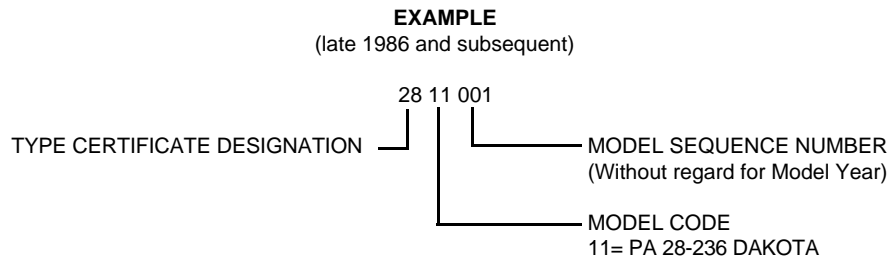 EXAMPLE
(late 1986 and subsequent)
28 11 001
TYPE CERTIFICATE DESIGNATION
MODEL SEQUENCE NUMBER
(Without regard for Model Year)
MODEL CODE
11= PA 28-236 DAKOTA